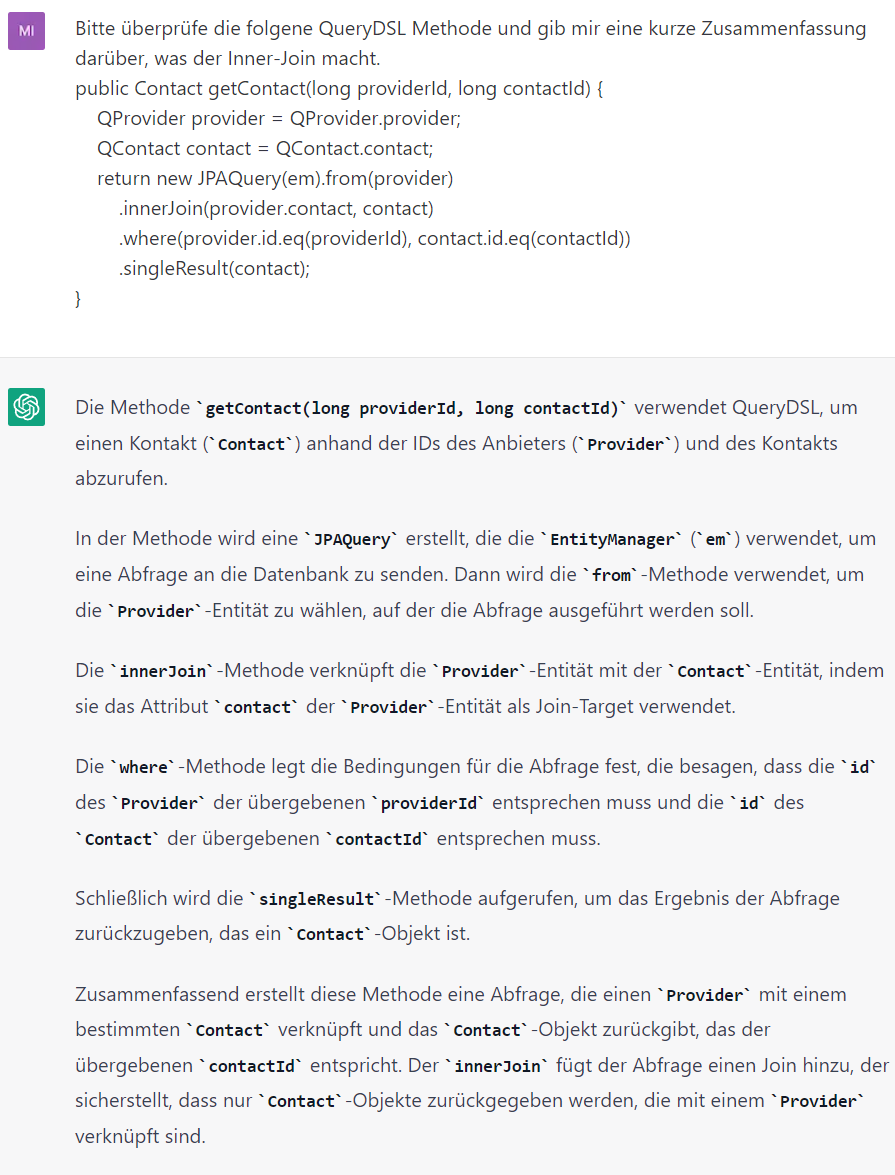 MI
Bitte überprüfe die folgene QueryDSL Methode und gib mir eine kurze Zusammenfassung
darüber, was der Inner-Join macht.
public Contact getContact(long providerId, long contactId) {
QProvider provider = QProvider.provider;
QContact contact = QContact.contact;
return new JPAQuery(em).from(provider)
.innerJoin(provider.contact, contact)
.where(provider.id.eq(providerId), contact.id.eq(contactId))
.singleResult(contact);
}
Die Methode `getContact(long providerId, long contactId)` verwendet QueryDSL, um
einen Kontakt (`Contact`) anhand der IDs des Anbieters (`Provider`) und des Kontakts
abzurufen.
In der Methode wird eine `JPAQuery` erstellt, die die `EntityManager` (`em`) verwendet, um
eine Abfrage an die Datenbank zu senden. Dann wird die `from`-Methode verwendet, um
die `Provider`-Entität zu wählen, auf der die Abfrage ausgeführt werden soll.
Die `innerJoin`-Methode verknüpft die `Provider`-Entität mit der `Contact`-Entität, indem
sie das Attribut `contact` der `Provider`-Entität als Join-Target verwendet.
Die `where`-Methode legt die Bedingungen für die Abfrage fest, die besagen, dass die `id`
des `Provider` der übergebenen `providerId` entsprechen muss und die `id` des
`Contact` der übergebenen `contactId` entsprechen muss.
Schließlich wird die `singleResult`-Methode aufgerufen, um das Ergebnis der Abfrage
zurückzugeben, das ein `Contact`-Objekt ist.
Zusammenfassend erstellt diese Methode eine Abfrage, die einen `Provider` mit einem
bestimmten `Contact` verknüpft und das `Contact`-Objekt zurückgibt, das der
übergebenen `contactId` entspricht. Der `innerJoin` fügt der Abfrage einen Join hinzu, der
sicherstellt, dass nur `Contact`-Objekte zurückgegeben werden, die mit einem `Provider`
verknüpft sind.